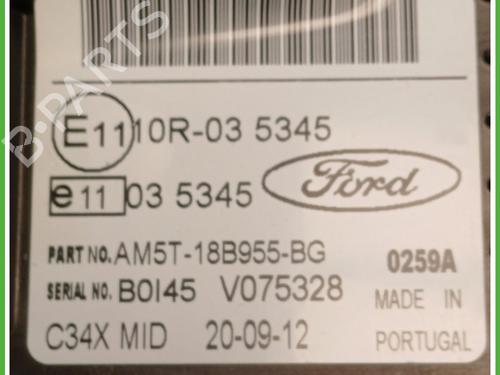 B-PARTS
E11 10R-03 5345
e11 03 5345
Ford
PART NO. AM5T-18B955-BG 0259A
SERIAL NO. B0I45 V075328 MADE IN
C34X MID 20-09-12 PORTUGAL